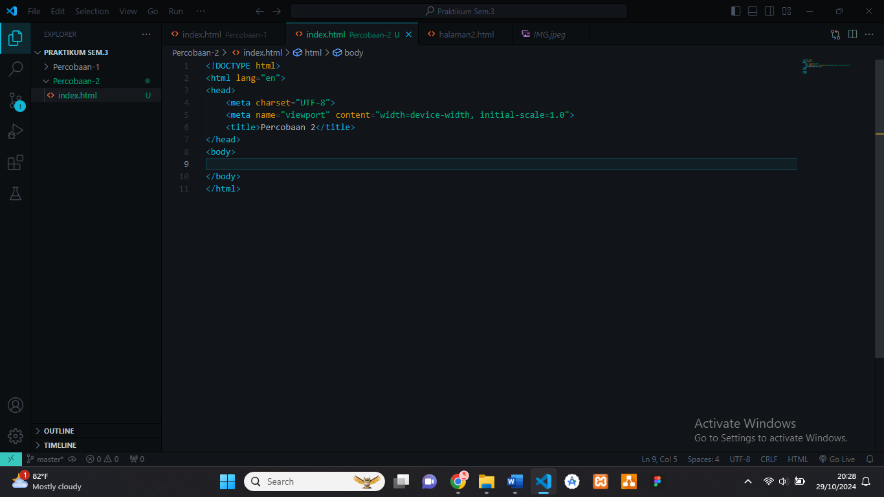 File Edit Selection View Go Run ··· Praktikum Sem.3
EXPLORER ···
index.html Percobaan-1
index.html Percobaan-2 U
halaman2.html
IMG.jpeg
PRAKTIKUM SEM.3
Percobaan-1
Percobaan-2
index.html U
Percobaan-2 > index.html > html > body
1 <!DOCTYPE html>
2 <html lang="en">
3 <head>
4 <meta charset="UTF-8">
5 <meta name="viewport" content="width=device-width, initial-scale=1.0">
6 <title>Percobaan 2</title>
7 </head>
8 <body>
9
10 </body>
11 </html>
1
OUTLINE
TIMELINE
Activate Windows
Go to Settings to activate Windows.
master* 0 0 0 Ln 9, Col 5 Spaces: 4 UTF-8 CRLF HTML Go Live
1
82°F
Mostly cloudy
Search
20:28
29/10/2024